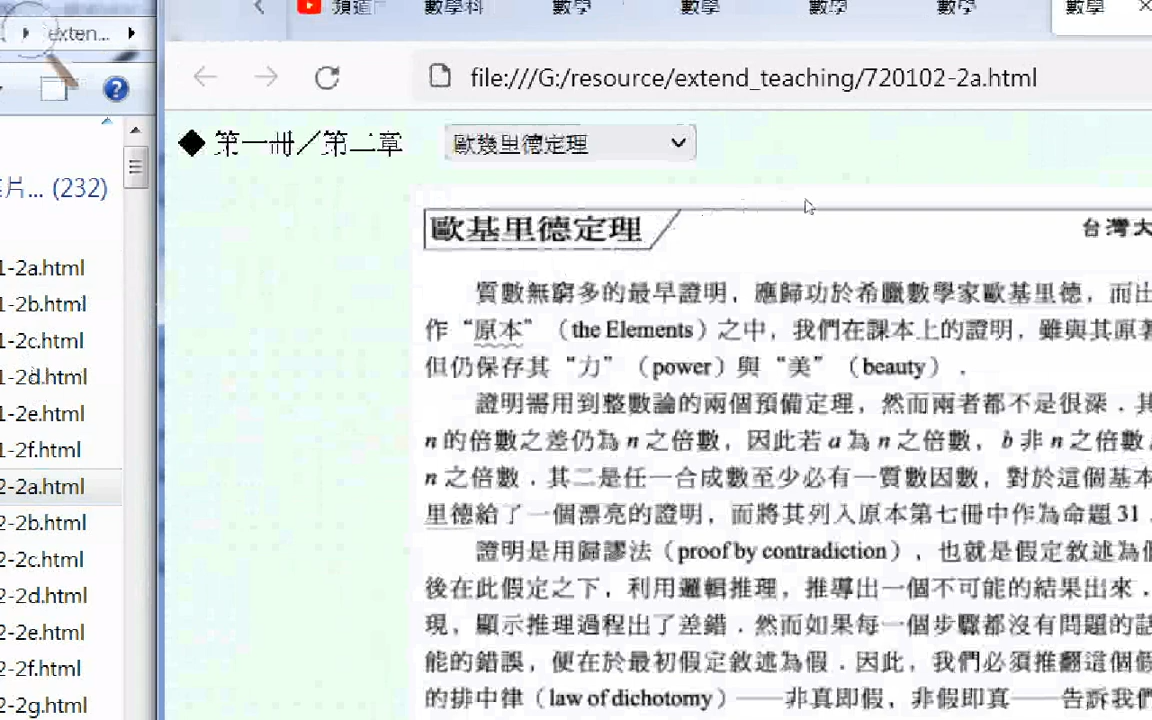 exten...
頻道
數學科
數學
數學
數學
數學
數學
file:///G:/resource/extend_teaching/720102-2a.html
◆ 第一冊／第二章
歐幾里德定理
片... (232)
歐基里德定理
台灣大
1-2a.html
1-2b.html
1-2c.html
1-2d.html
1-2e.html
1-2f.html
2-2a.html
2-2b.html
2-2c.html
2-2d.html
2-2e.html
2-2f.html
2-2g.html
質數無窮多的最早證明，應歸功於希臘數學家歐基里德，而出
作“原本”（the Elements）之中，我們在課本上的證明，雖與其原著
但仍保存其“力”（power）與“美”（beauty）．
證明需用到整數論的兩個預備定理，然而兩者都不是很深．其
n 的倍數之差仍為 n 之倍數，因此若 a 為 n 之倍數，b 非 n 之倍數
n 之倍數．其二是任一合成數至少必有一質數因數，對於這個基本
里德給了一個漂亮的證明，而將其列入原本第七冊中作為命題 31．
證明是用歸謬法（proof by contradiction），也就是假定敘述為假
後在此假定之下，利用邏輯推理，推導出一個不可能的結果出來．
現，顯示推理過程出了差錯．然而如果每一個步驟都沒有問題的話
能的錯誤，便在於最初假定敘述為假．因此，我們必須推翻這個假
的排中律（law of dichotomy）——非真即假，非假即真——告訴我們